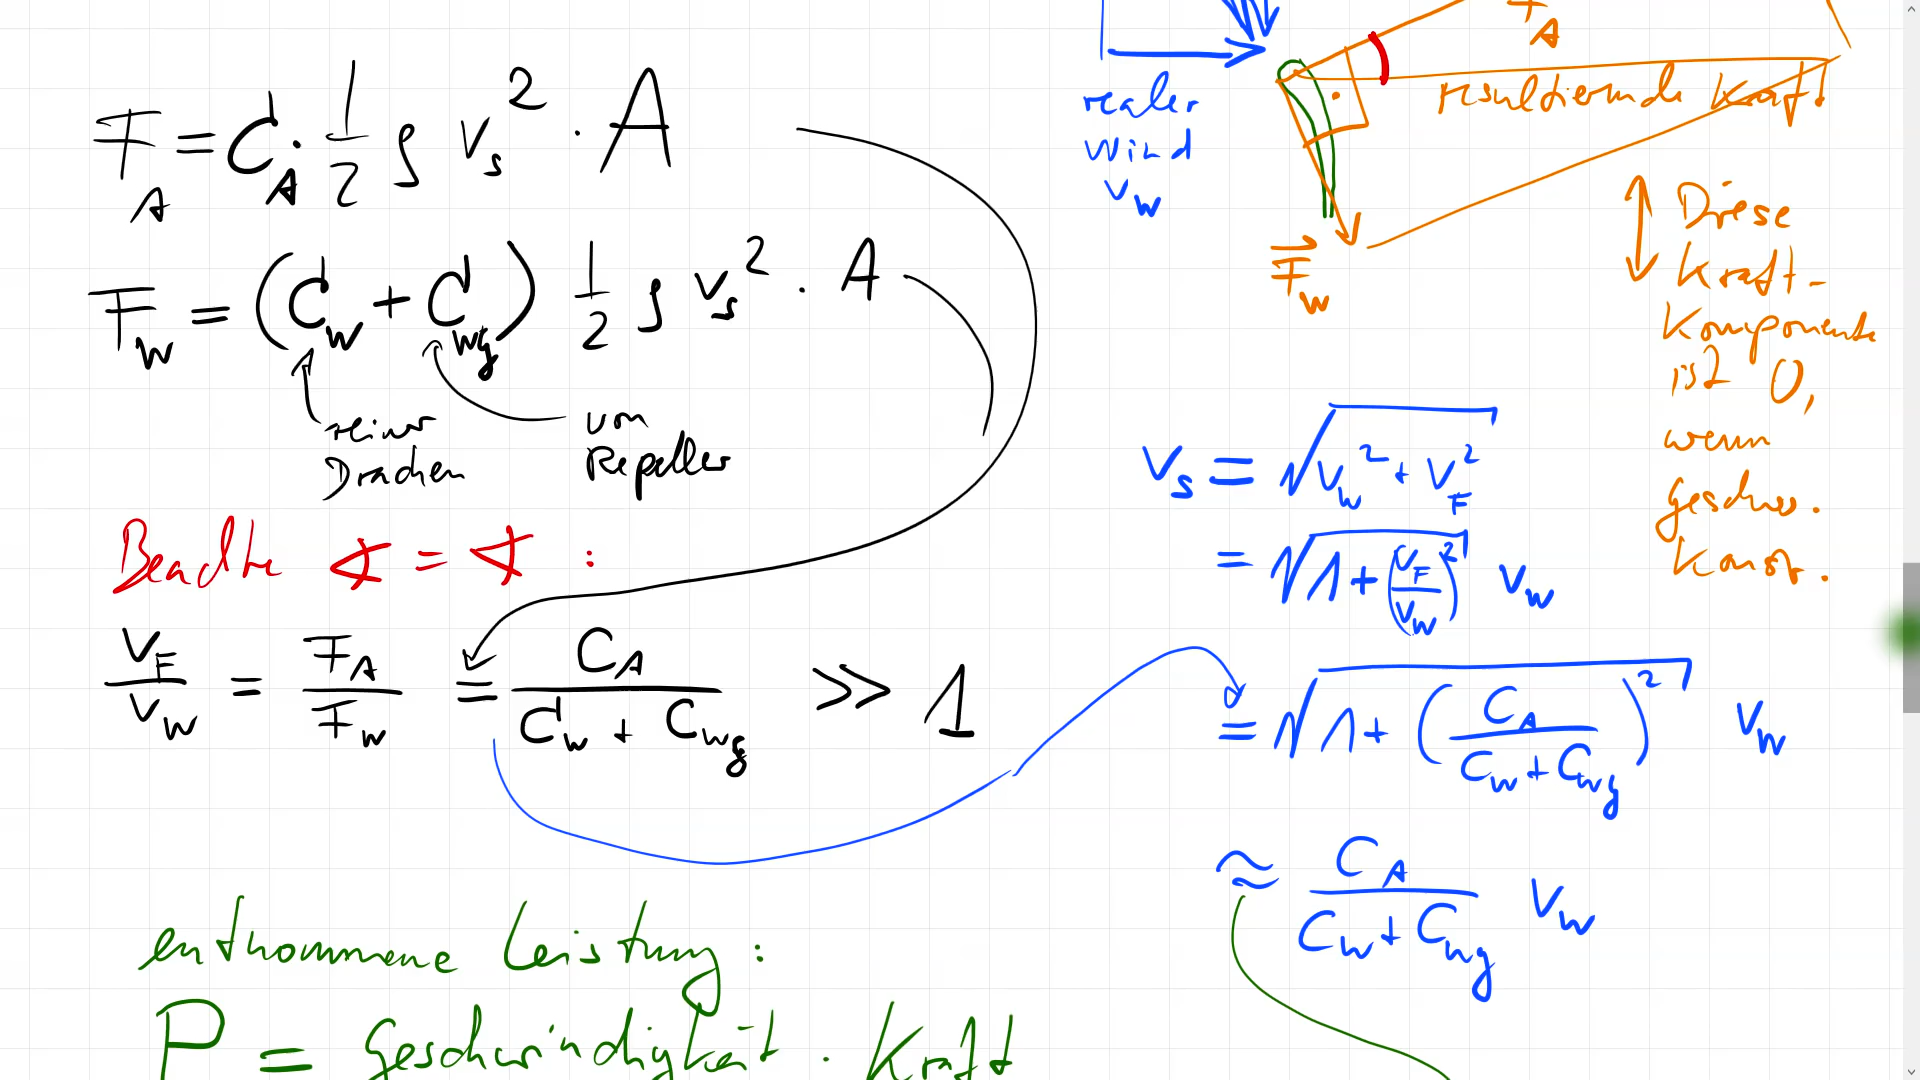 F_A = C_A · 1/2 ρ v_s² · A
F_W = (C_W + C_Wg) 1/2 ρ v_s² · A
reiner Drachen
von Repeller
Beachte ∢ = ∢ :
v_F / v_W = F_A / F_W = C_A / (C_W + C_Wg) >> 1
entnommene Leistung:
P = Geschwindigkeit · Kraft
F_A
resultierende Kraft
realer
Wind
v_W
F_W
Diese
Kraft-
komponente
ist 0,
wenn
Geschw.
konst.
v_s = √(v_W² + v_F²)
= √(1 + (v_F / v_W)²) v_W
= √(1 + (C_A / (C_W + C_Wg))²) v_W
≈ C_A / (C_W + C_Wg) v_W